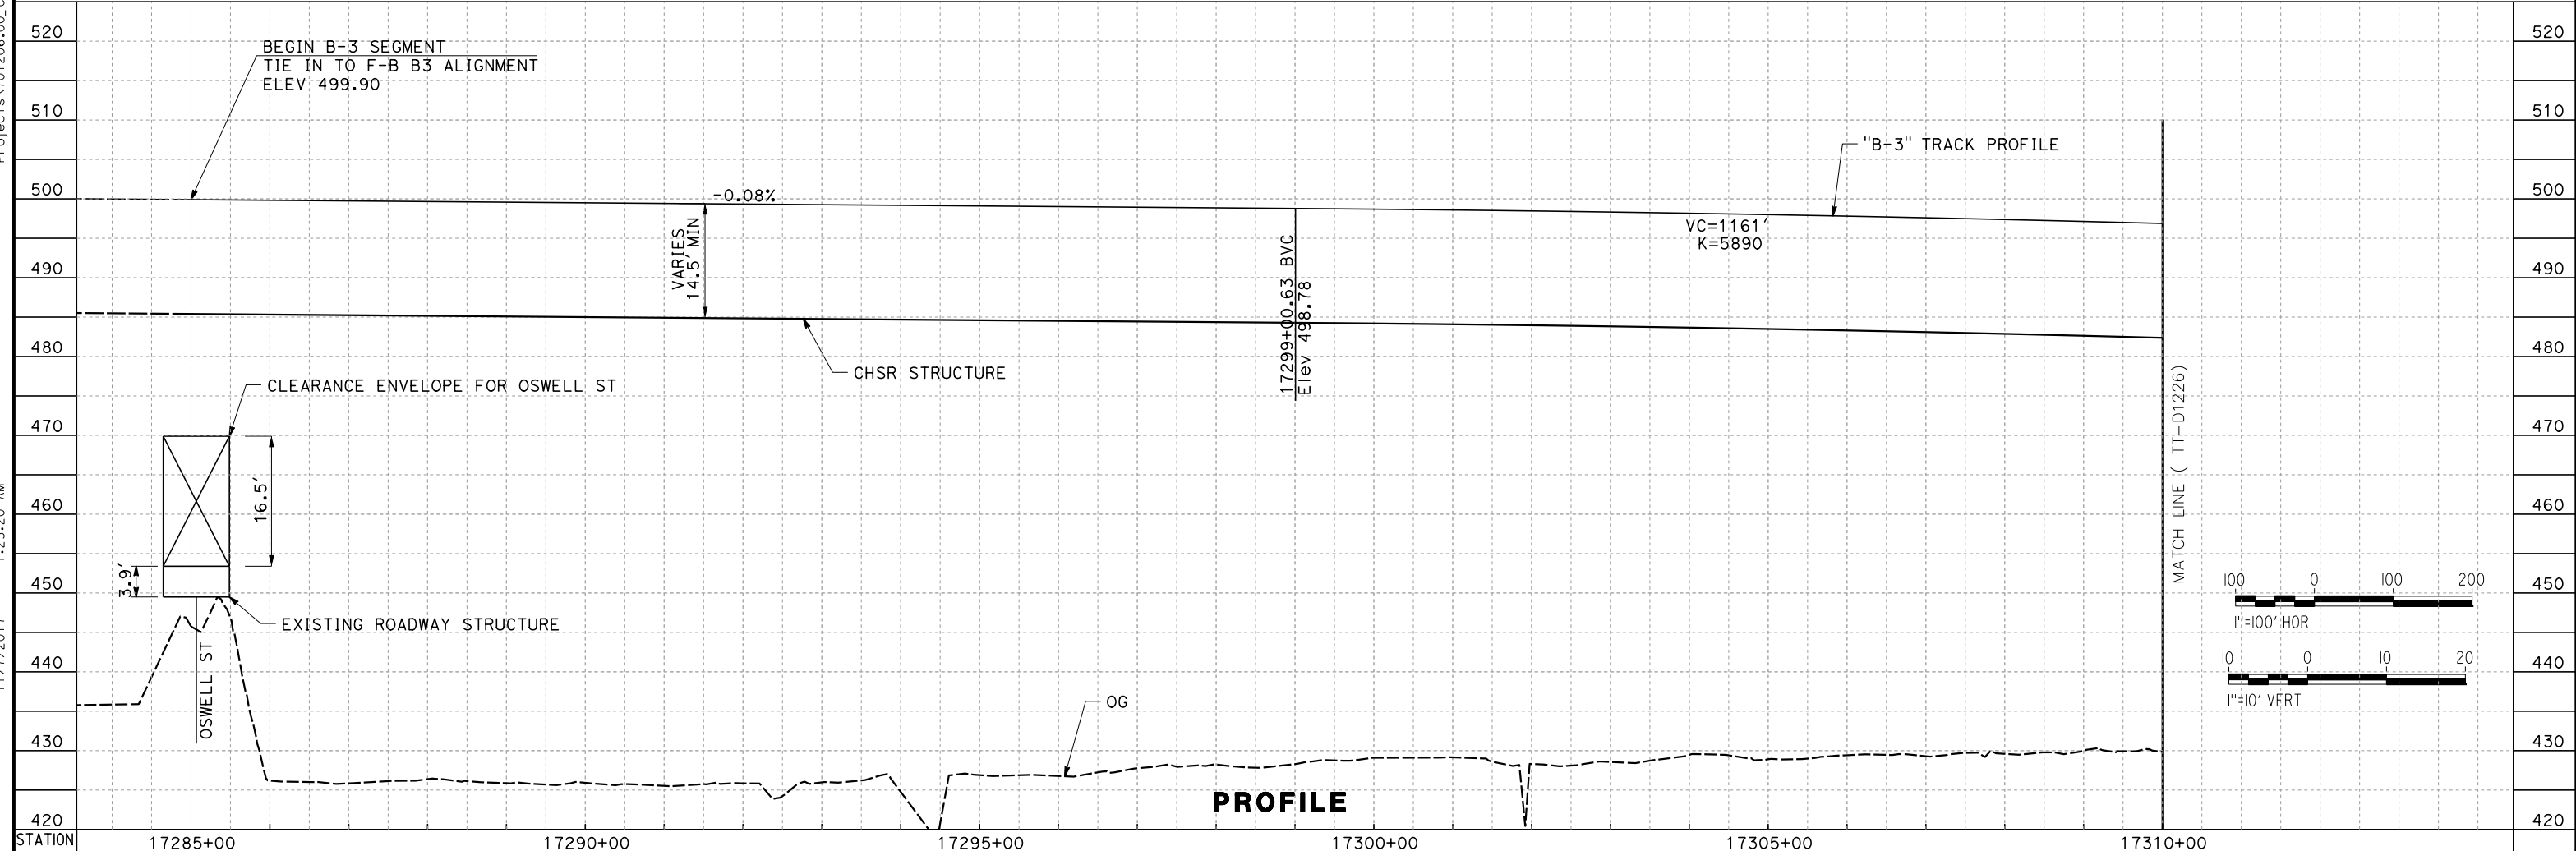 520
510
500
490
480
470
460
450
440
430
420
BEGIN B-3 SEGMENT
TIE IN TO F-B B3 ALIGNMENT
ELEV 499.90
-0.08%
VARIES
14.5' MIN
"B-3" TRACK PROFILE
VC=1161'
K=5890
17299+00.63 BVC
Elev 498.78
CHSR STRUCTURE
CLEARANCE ENVELOPE FOR OSWELL ST
16.5'
3.9'
EXISTING ROADWAY STRUCTURE
OSWELL ST
OG
MATCH LINE ( TT-D1226)
100 0 100 200
1"=100' HOR
10 0 10 20
1"=10' VERT
PROFILE
520
510
500
490
480
470
460
450
440
430
420
STATION 17285+00 17290+00 17295+00 17300+00 17305+00 17310+00